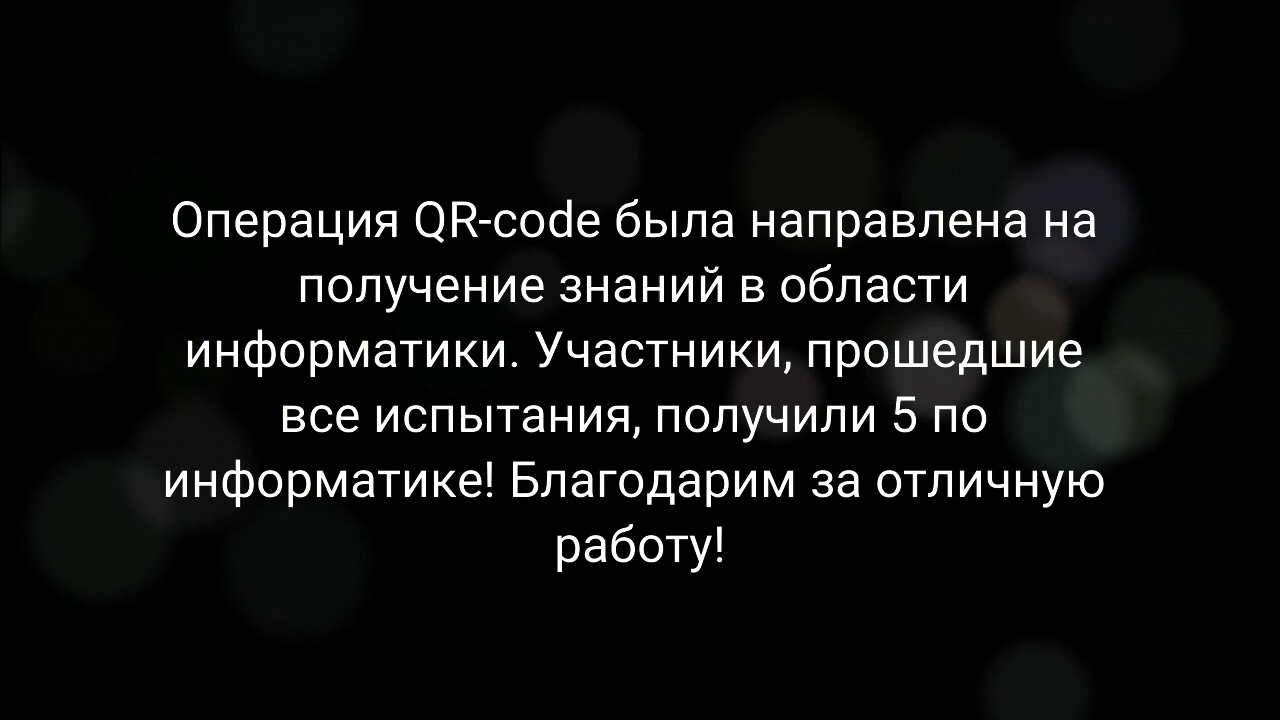 Операция QR-code была направлена на
получение знаний в области
информатики. Участники, прошедшие
все испытания, получили 5 по
информатике! Благодарим за отличную
работу!